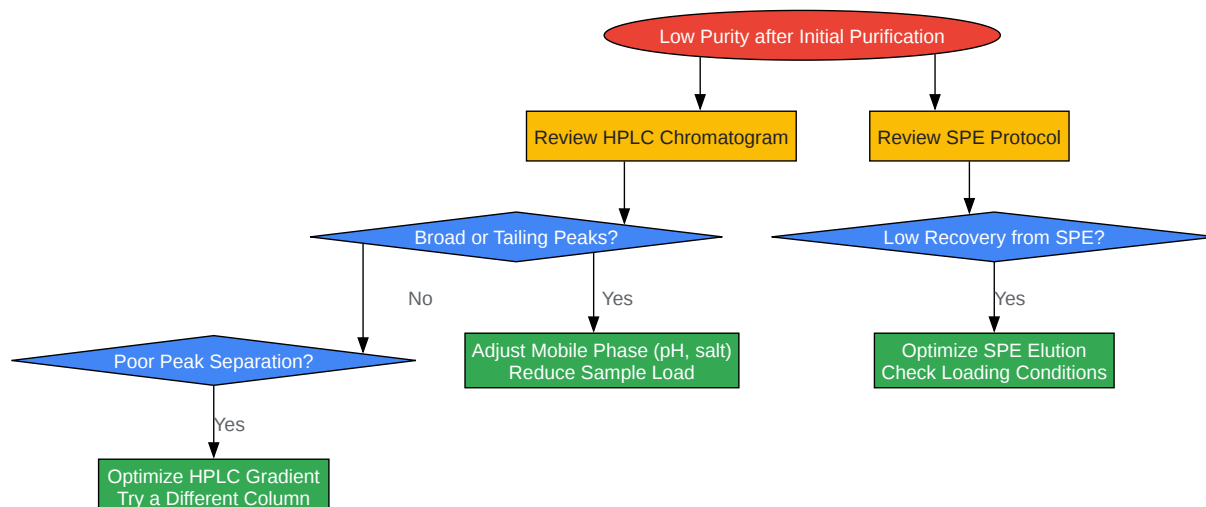 Low Purity after Initial Purification
Review HPLC Chromatogram
Review SPE Protocol
Broad or Tailing Peaks?
Low Recovery from SPE?
No
Yes
Yes
Poor Peak Separation?
Adjust Mobile Phase (pH, salt)
Reduce Sample Load
Optimize SPE Elution
Check Loading Conditions
Yes
Optimize HPLC Gradient
Try a Different Column